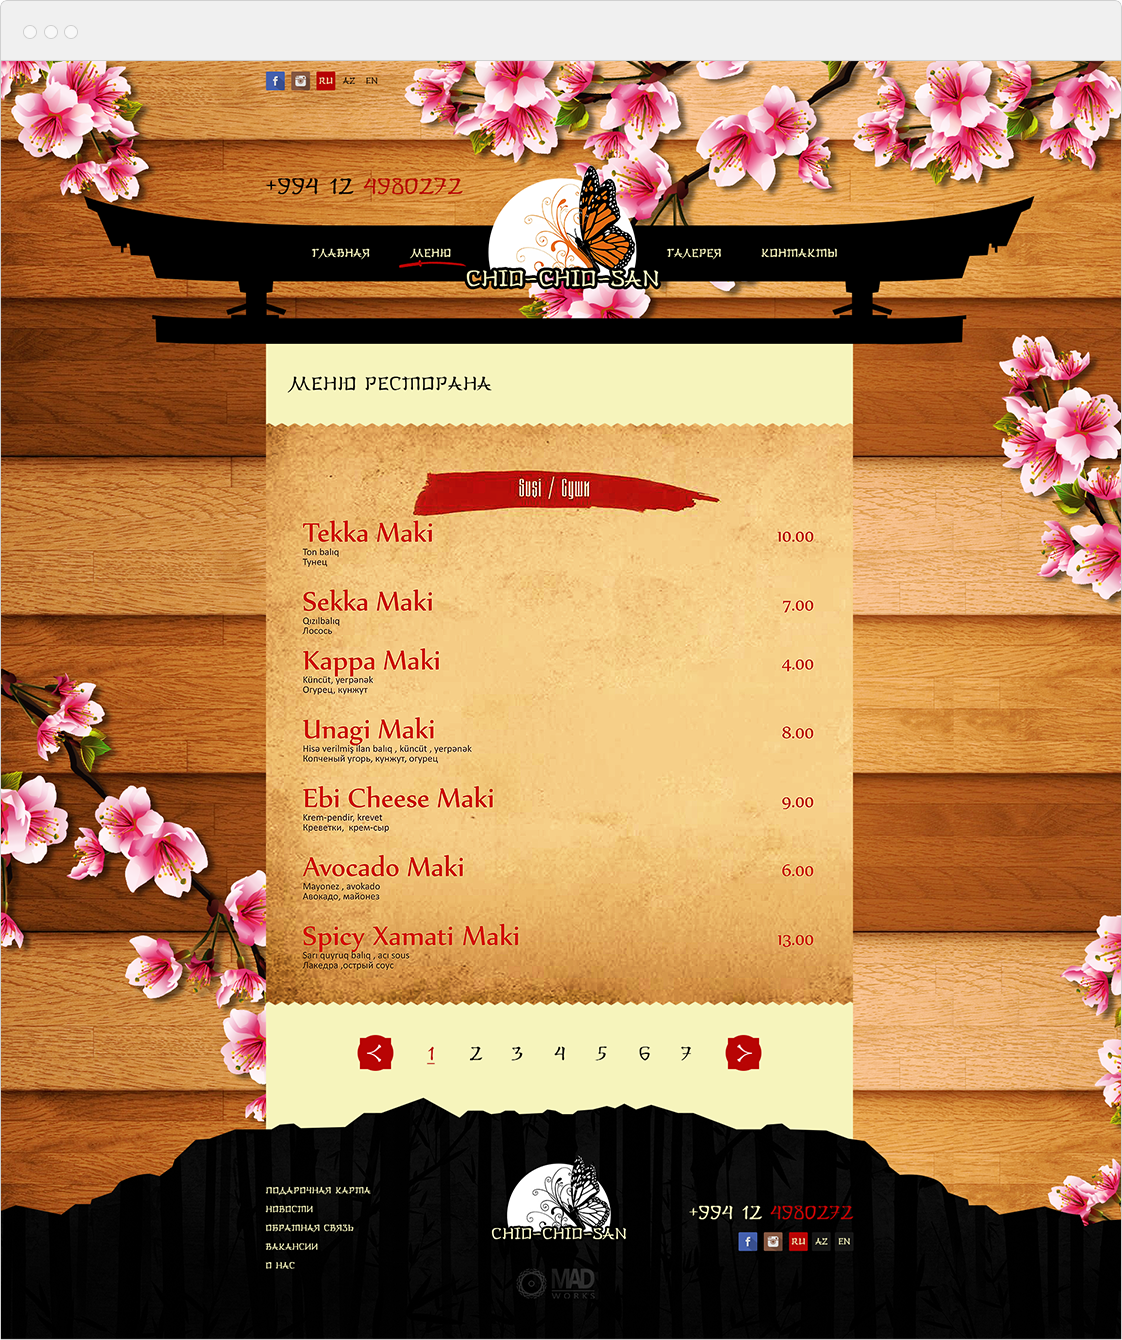 f RU AZ EN
+994 12 4980272
ГЛАВНАЯ МЕНЮ ГАЛЕРЕЯ КОНТАКТЫ
CHIO-CHIO-SAN
МЕНЮ РЕСТОРАНА
Suşi / Суши
Tekka Maki 10.00
Ton balıq
Тунец
Sekka Maki 7.00
Qızılbalıq
Лосось
Kappa Maki 4.00
Küncüt, yerpənək
Огурец, кунжут
Unagi Maki 8.00
Hisə verilmiş ilan balıq , küncüt , yerpənək
Копченый угорь, кунжут, огурец
Ebi Cheese Maki 9.00
Krem-pendir, krevet
Креветки, крем-сыр
Avocado Maki 6.00
Mayonez , avokado
Авокадо, майонез
Spicy Xamati Maki 13.00
Sarı quyruq balıq , acı sous
Лакедра ,острый соус
1 2 3 4 5 6 7
ПОДАРОЧНАЯ КАРТА
НОВОСТИ
ОБРАТНАЯ СВЯЗЬ
ВАКАНСИИ
О НАС
CHIO-CHIO-SAN
+994 12 4980272
f RU AZ EN
MAD
WORKS